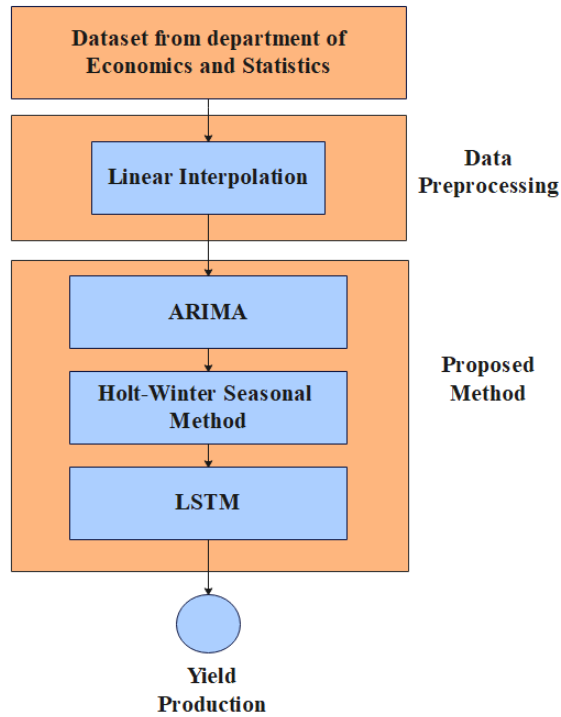 Dataset from department of
Economics and Statistics
Linear Interpolation
Data
Preprocessing
ARIMA
Holt-Winter Seasonal
Method
LSTM
Proposed
Method
Yield
Production